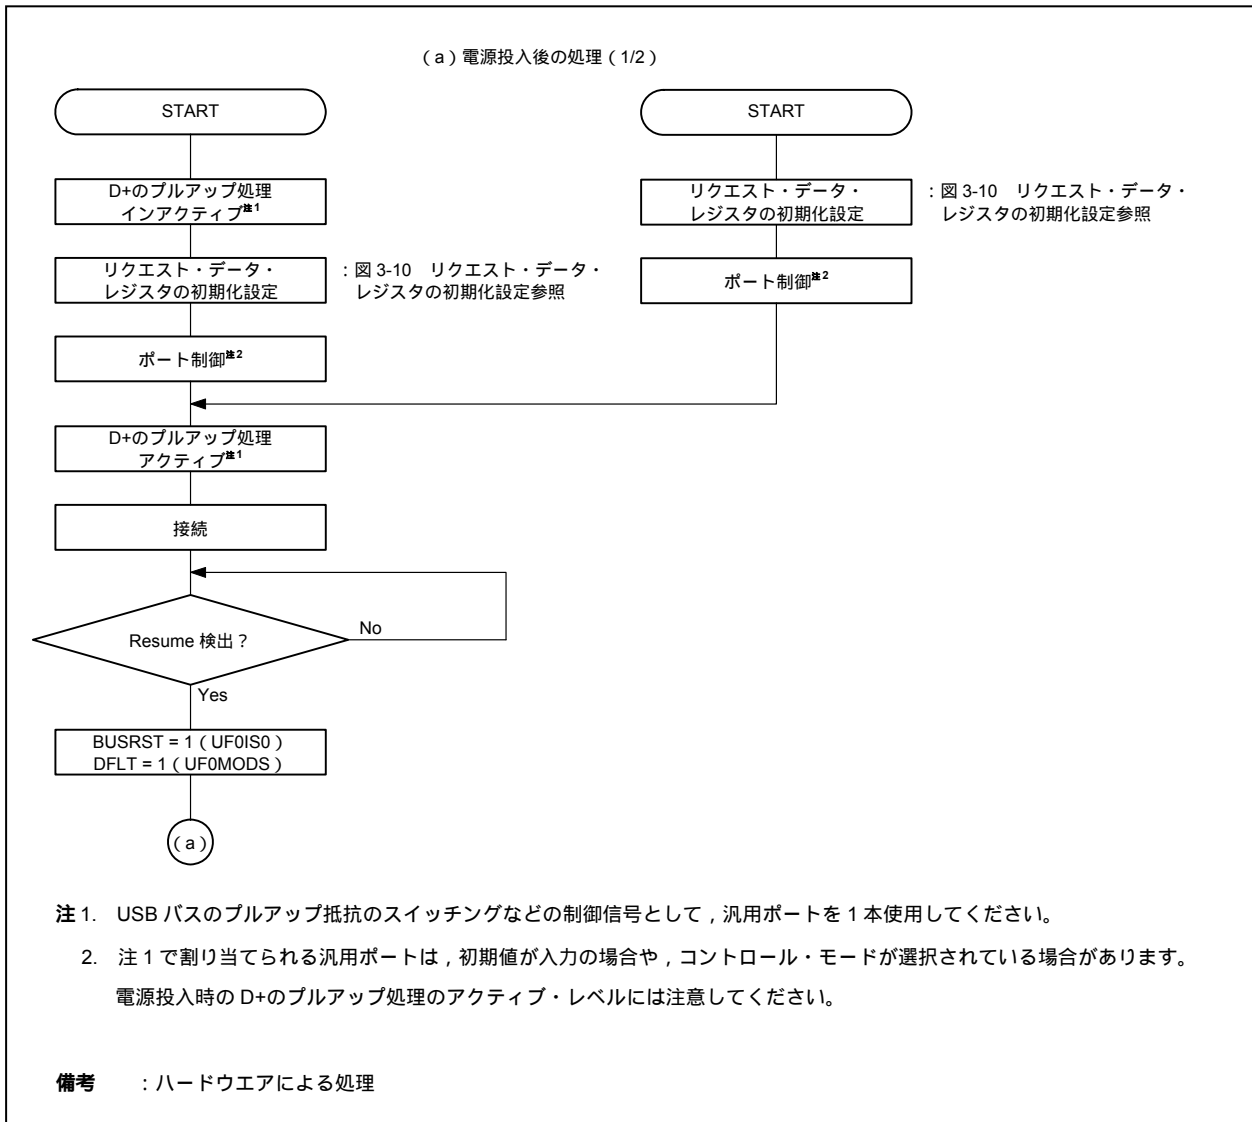 (a)電源投入後の処理(1/2)
START
D+のプルアップ処理
インアクティブ注1
リクエスト・データ・
レジスタの初期化設定
:図 3-10 リクエスト・データ・
レジスタの初期化設定参照
ポート制御注2
START
リクエスト・データ・
レジスタの初期化設定
:図 3-10 リクエスト・データ・
レジスタの初期化設定参照
ポート制御注2
D+のプルアップ処理
アクティブ注1
接続
Resume 検出?
No
Yes
BUSRST = 1(UF0IS0)
DFLT = 1(UF0MODS)
(a)
注 1. USB バスのプルアップ抵抗のスイッチングなどの制御信号として,汎用ポートを 1 本使用してください。
2. 注 1 で割り当てられる汎用ポートは,初期値が入力の場合や,コントロール・モードが選択されている場合があります。
電源投入時の D+のプルアップ処理のアクティブ・レベルには注意してください。
備考 :ハードウエアによる処理